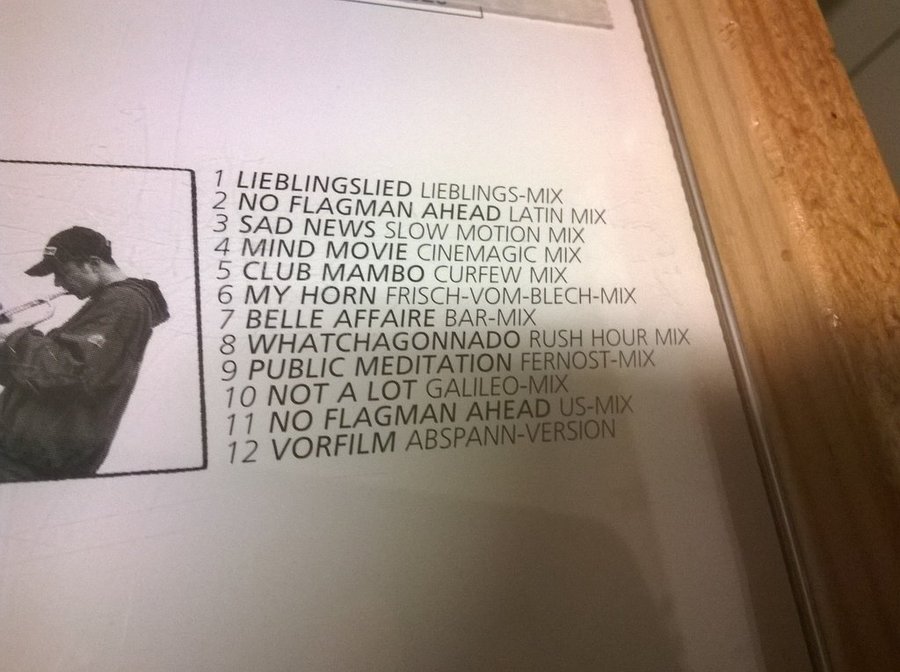 1 LIEBLINGSLIED LIEBLINGS-MIX
2 NO FLAGMAN AHEAD LATIN MIX
3 SAD NEWS SLOW MOTION MIX
4 MIND MOVIE CINEMAGIC MIX
5 CLUB MAMBO CURFEW MIX
6 MY HORN FRISCH-VOM-BLECH-MIX
7 BELLE AFFAIRE BAR-MIX
8 WHATCHAGONNADO RUSH HOUR MIX
9 PUBLIC MEDITATION FERNOST-MIX
10 NOT A LOT GALILEO-MIX
11 NO FLAGMAN AHEAD US-MIX
12 VORFILM ABSPANN-VERSION